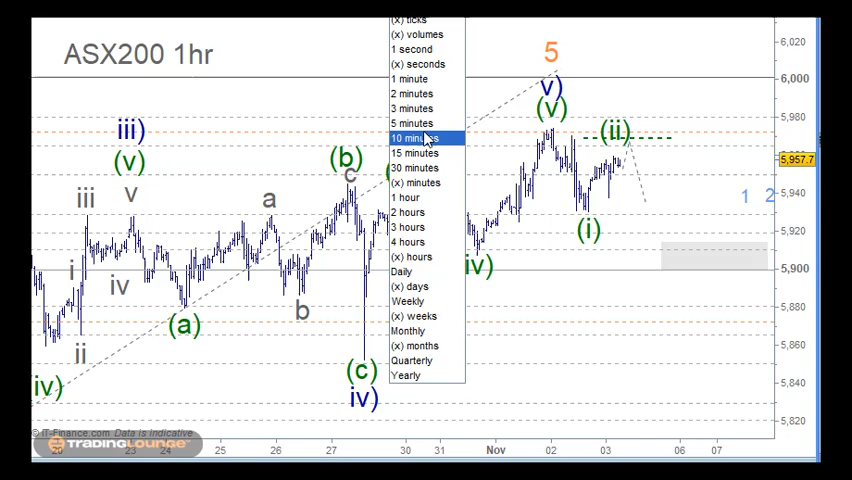 ASX200 1hr
(x) ticks
(x) volumes
1 second
(x) seconds
1 minute
2 minutes
3 minutes
5 minutes
10 minutes
15 minutes
30 minutes
(x) minutes
1 hour
2 hours
3 hours
4 hours
(x) hours
Daily
(x) days
Weekly
(x) weeks
Monthly
(x) months
Quarterly
Yearly
iii)
(v)
iii
v
i
iv
ii
(iv)
(a)
a
b
(b)
c
(c)
iv)
5
v)
(v)
(ii)
(i)
iv)
1 2
6,020
6,000
5,980
5,957.7
5,940
5,920
5,900
5,880
5,860
5,840
5,820
© IT-Finance.com Data is indicative
TRADINGLOUNGE
20 23 24 25 26 27 30 31 Nov 02 03 06 07